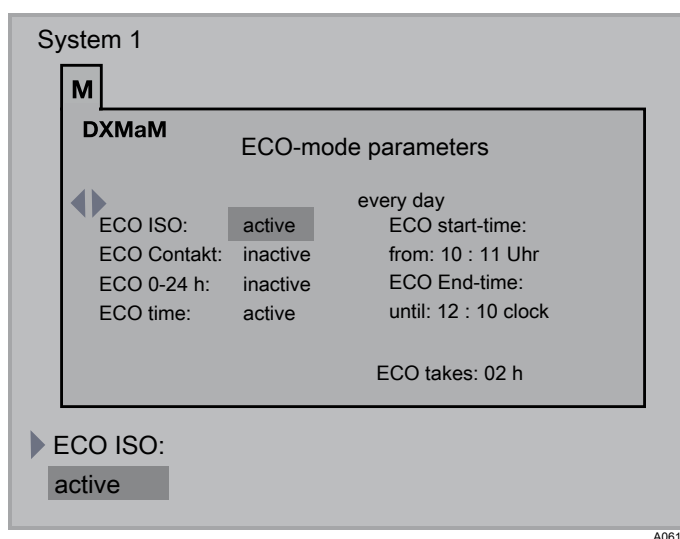 System 1
M
DXMaM
ECO-mode parameters
ECO ISO: active
ECO Contakt: inactive
ECO 0-24 h: inactive
ECO time: active
every day
ECO start-time:
from: 10 : 11 Uhr
ECO End-time:
until: 12 : 10 clock
ECO takes: 02 h
ECO ISO:
active
A061